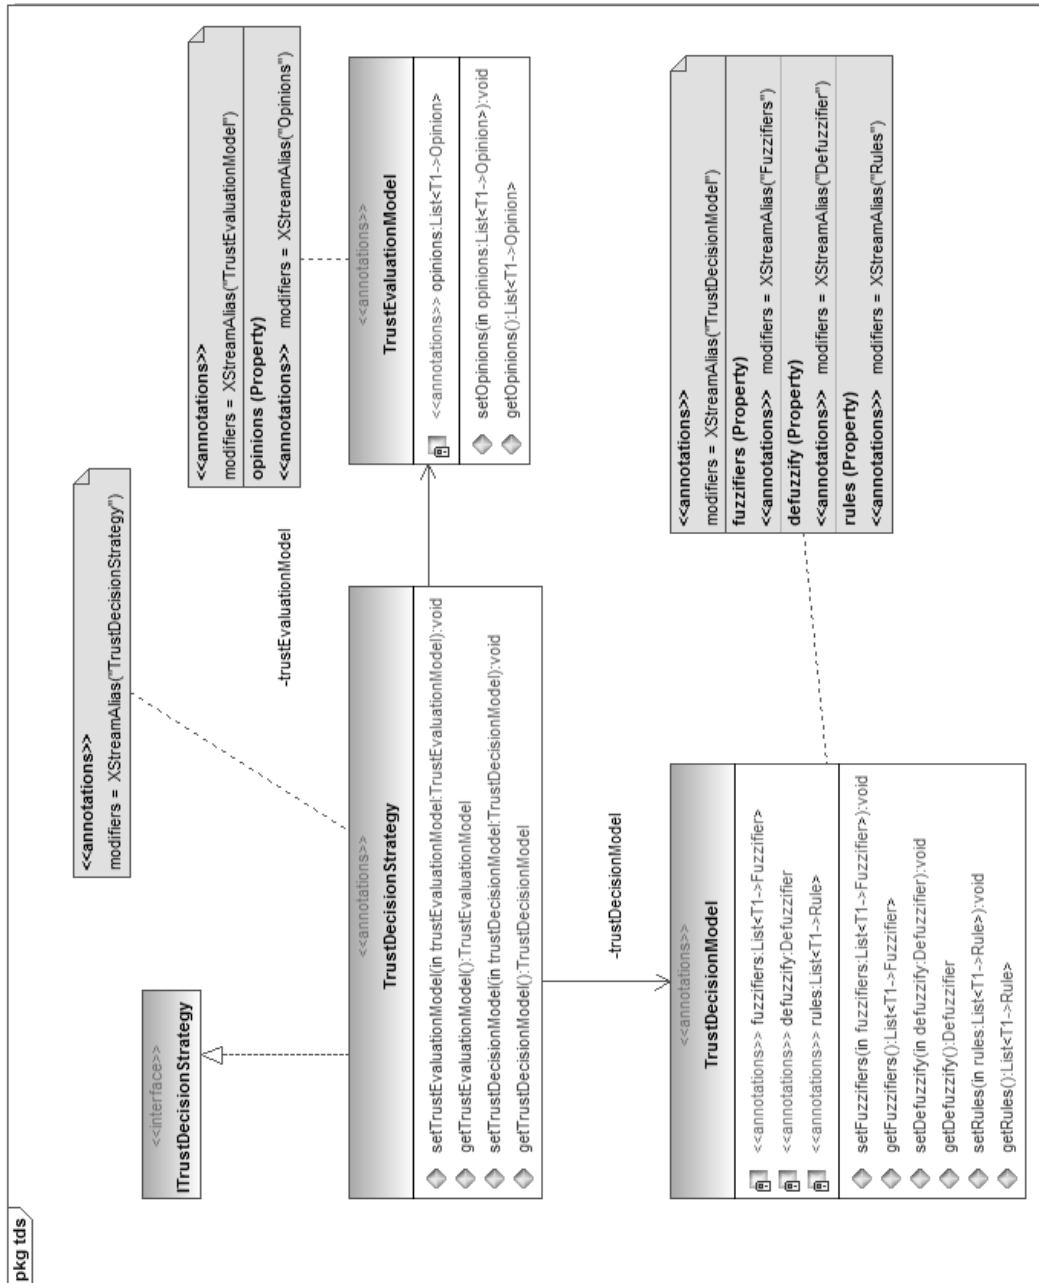 pkg tds
<<interface>>
ITrustDecisionStrategy
<<annotations>>
modifiers = XStreamAlias("TrustDecisionStrategy")
<<annotations>>
modifiers = XStreamAlias("TrustEvaluationModel")
opinions (Property)
<<annotations>> modifiers = XStreamAlias("Opinions")
<<annotations>>
TrustDecisionStrategy
setTrustEvaluationModel(in trustEvaluationModel:TrustEvaluationModel):void
getTrustEvaluationModel():TrustEvaluationModel
setTrustDecisionModel(in trustDecisionModel:TrustDecisionModel):void
getTrustDecisionModel():TrustDecisionModel
-trustEvaluationModel
<<annotations>>
TrustEvaluationModel
<<annotations>> opinions:List<T1->Opinion>
setOpinions(in opinions:List<T1->Opinion>):void
getOpinions():List<T1->Opinion>
-trustDecisionModel
<<annotations>>
TrustDecisionModel
<<annotations>> fuzzifiers:List<T1->Fuzzifier>
<<annotations>> defuzzify:Defuzzifier
<<annotations>> rules:List<T1->Rule>
setFuzzifiers(in fuzzifiers:List<T1->Fuzzifier>):void
getFuzzifiers():List<T1->Fuzzifier>
setDefuzzify(in defuzzify:Defuzzifier):void
getDefuzzify():Defuzzifier
setRules(in rules:List<T1->Rule>):void
getRules():List<T1->Rule>
<<annotations>>
modifiers = XStreamAlias("TrustDecisionModel")
fuzzifiers (Property)
<<annotations>> modifiers = XStreamAlias("Fuzzifiers")
defuzzify (Property)
<<annotations>> modifiers = XStreamAlias("Defuzzifier")
rules (Property)
<<annotations>> modifiers = XStreamAlias("Rules")